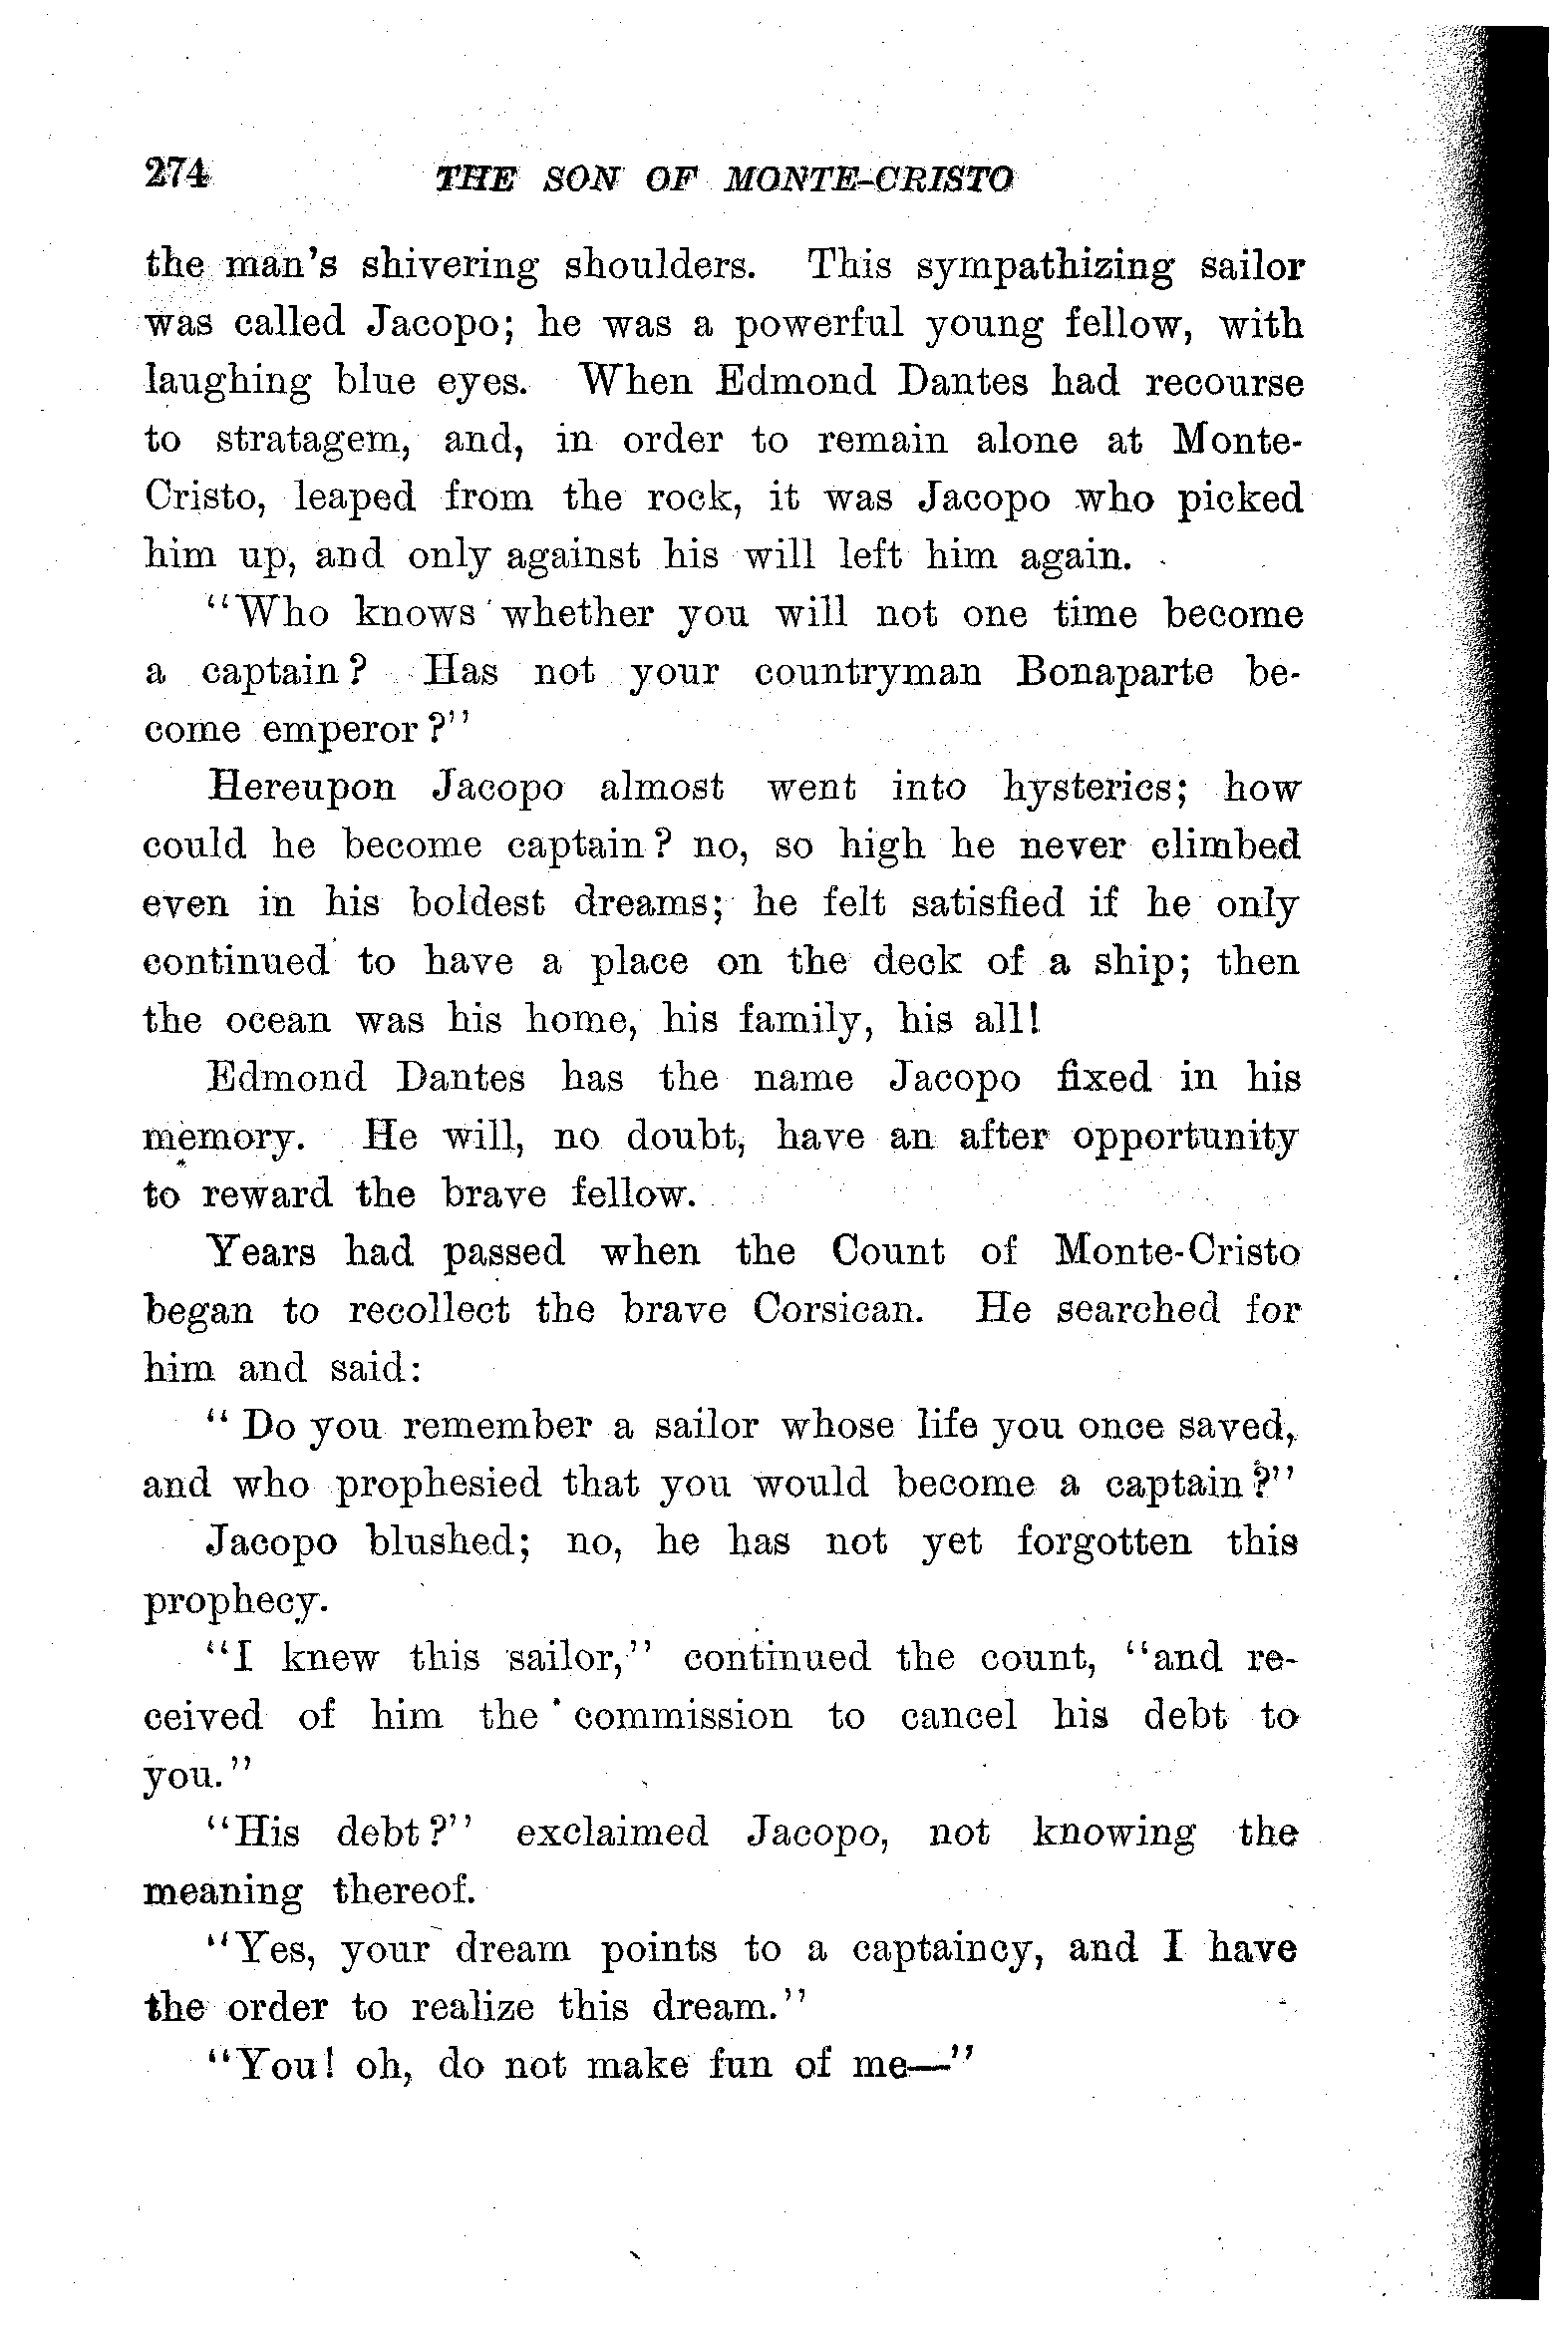 274 THE SON OF MONTE-CRISTO
the man's shivering shoulders. This sympathizing sailor
was called Jacopo; he was a powerful young fellow, with
laughing blue eyes. When Edmond Dantes had recourse
to stratagem, and, in order to remain alone at Monte-
Cristo, leaped from the rock, it was Jacopo who picked
him up, and only against his will left him again.
"Who knows whether you will not one time become
a captain? Has not your countryman Bonaparte be-
come emperor?"
Hereupon Jacopo almost went into hysterics; how
could he become captain? no, so high he never climbed
even in his boldest dreams; he felt satisfied if he only
continued to have a place on the deck of a ship; then
the ocean was his home, his family, his all!
Edmond Dantes has the name Jacopo fixed in his
memory. He will, no doubt, have an after opportunity
to reward the brave fellow.
Years had passed when the Count of Monte-Cristo
began to recollect the brave Corsican. He searched for
him and said:
"Do you remember a sailor whose life you once saved,
and who prophesied that you would become a captain?"
Jacopo blushed; no, he has not yet forgotten this
prophecy.
"I knew this sailor," continued the count, "and re-
ceived of him the commission to cancel his debt to
you."
"His debt?" exclaimed Jacopo, not knowing the
meaning thereof.
"Yes, your dream points to a captaincy, and I have
the order to realize this dream."
"You! oh, do not make fun of me—"